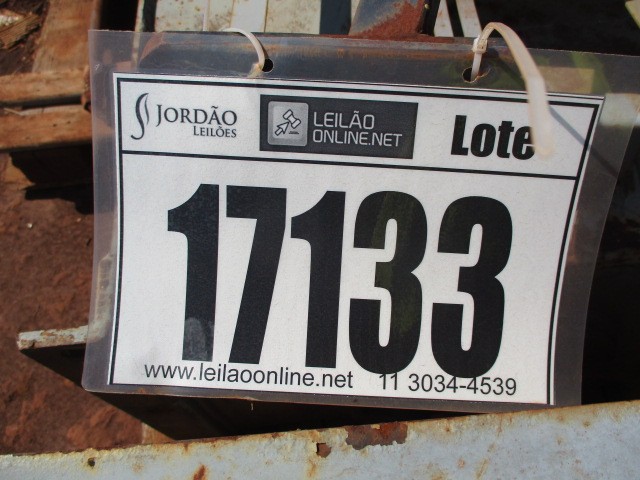 JORDÃO
LEILÕES
LEILÃO
ONLINE.NET
Lote
17133
www.leilaoonline.net 11 3034-4539